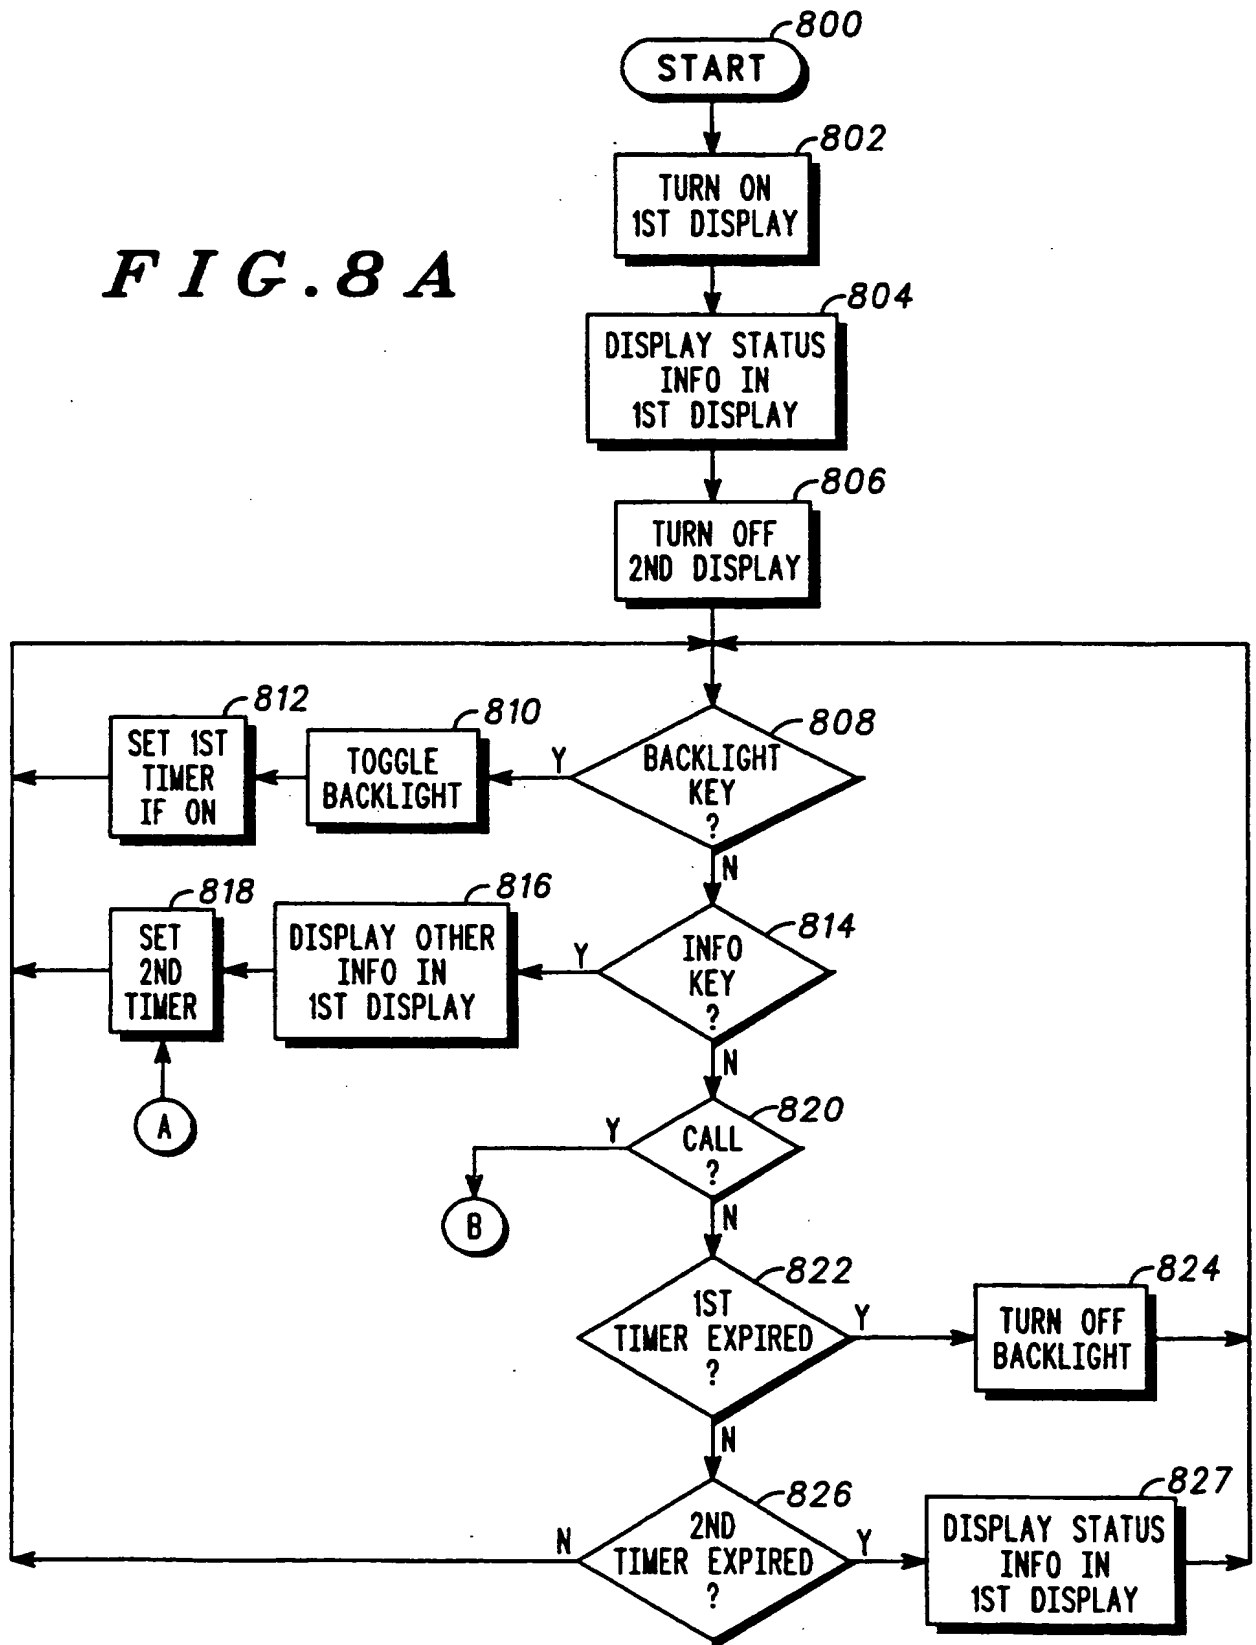 800
START
802
TURN ON
1ST DISPLAY
FIG.8A
804
DISPLAY STATUS
INFO IN
1ST DISPLAY
806
TURN OFF
2ND DISPLAY
812
SET 1ST
TIMER
IF ON
810
TOGGLE
BACKLIGHT
Y
808
BACKLIGHT
KEY
?
N
818
SET
2ND
TIMER
816
DISPLAY OTHER
INFO IN
1ST DISPLAY
Y
814
INFO
KEY
?
N
A
820
CALL
?
Y
B
N
822
1ST
TIMER EXPIRED
?
Y
824
TURN OFF
BACKLIGHT
N
826
2ND
TIMER EXPIRED
?
N
Y
827
DISPLAY STATUS
INFO IN
1ST DISPLAY